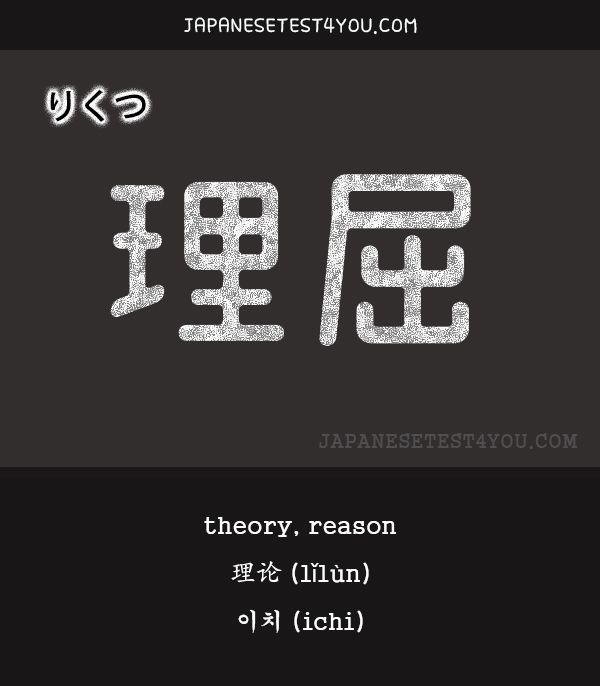 JAPANESETEST4YOU.COM
りくつ
理屈
JAPANESETEST4YOU.COM
theory, reason
理论 (lǐlùn)
이치 (ichi)